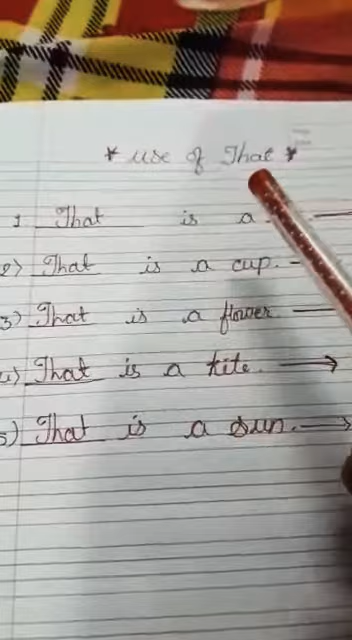 * use of That *
1 That is a
2) That is a cup.
3) That is a flower.
4) That is a kite. →
5) That is a sun. →